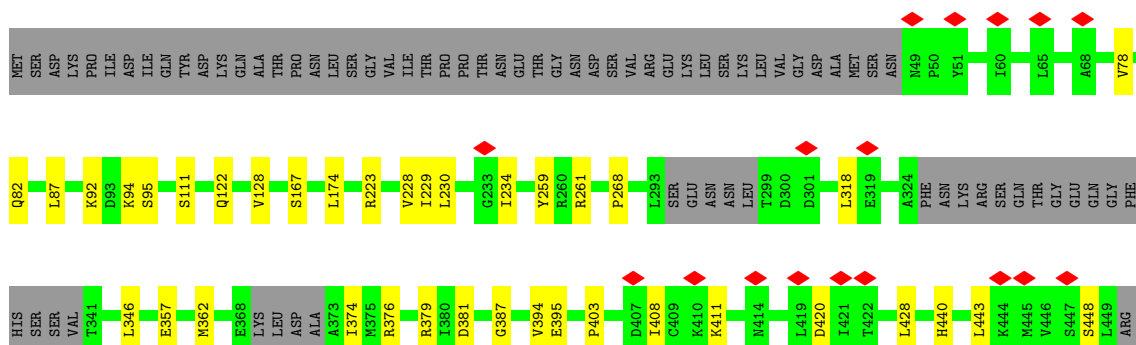 MET SER ASP LYS PRO ILE ASP ILE GLN TYR ASP LYS GLN ALA THR PRO ASN LEU SER GLY VAL ILE THR PRO PRO THR ASN GLU THR GLY ASN ASP SER VAL ARG GLU LYS LEU SER LYS LEU VAL GLY ASP ALA MET SER ASN N49 P50 Y51 I60 L65 A68 V78
Q82 L87 K92 D93 K94 S95 S111 Q122 V128 S167 L174 R223 V228 I229 L230 G233 I234 Y259 R260 R261 P268 L293 SER GLU ASN ASN LEU T299 D300 D301 L318 E319 A324 PHE ASN LYS ARG SER GLN THR GLY GLU GLN GLY PHE
HIS SER SER VAL T341 L346 E357 M362 E368 LYS LEU ASP ALA A373 I374 M375 R376 R379 I380 D381 G387 V394 E395 P403 D407 I408 C409 K410 K411 N414 L419 D420 I421 T422 L428 H440 L443 K444 M445 V446 S447 S448 L449 ARG